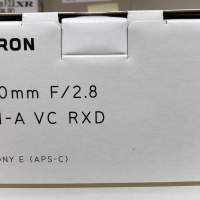 RON
0mm F/2.8
I-A VC RXD
ONY E (APS-C)